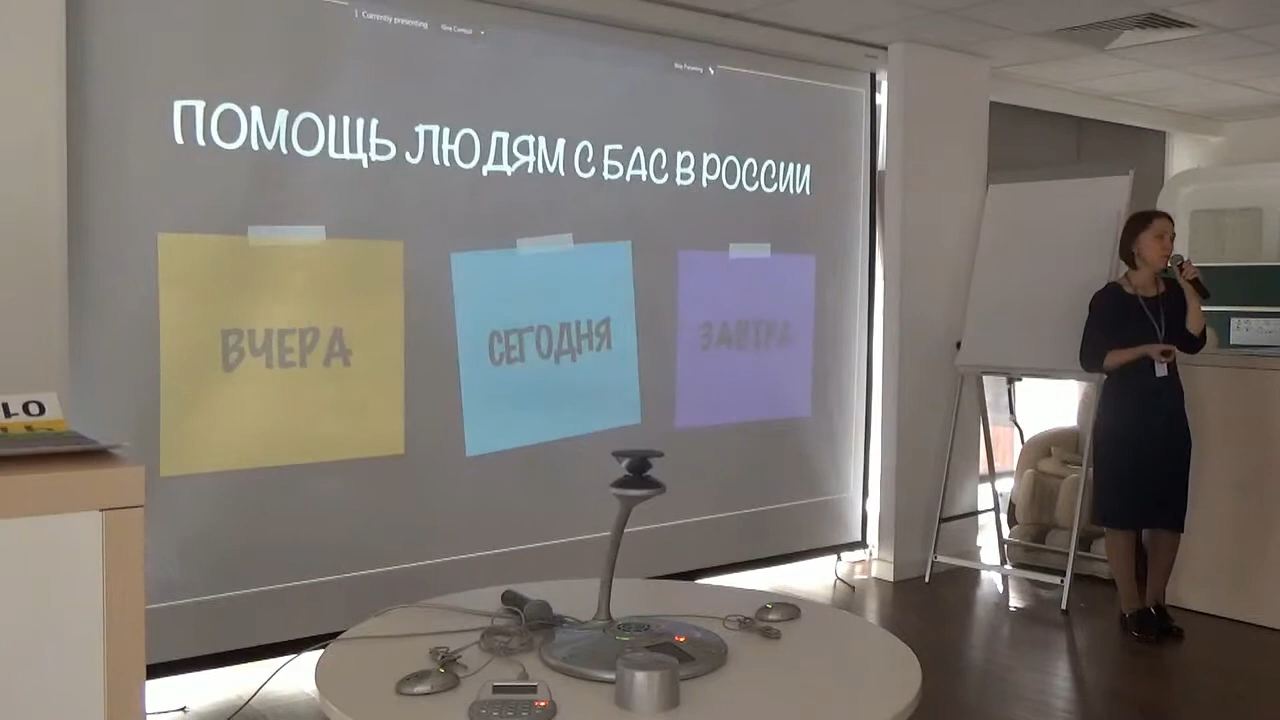 Currently presenting
ПОМОЩЬ ЛЮДЯМ С БАС В РОССИИ
ВЧЕРА
СЕГОДНЯ
ЗАВТРА